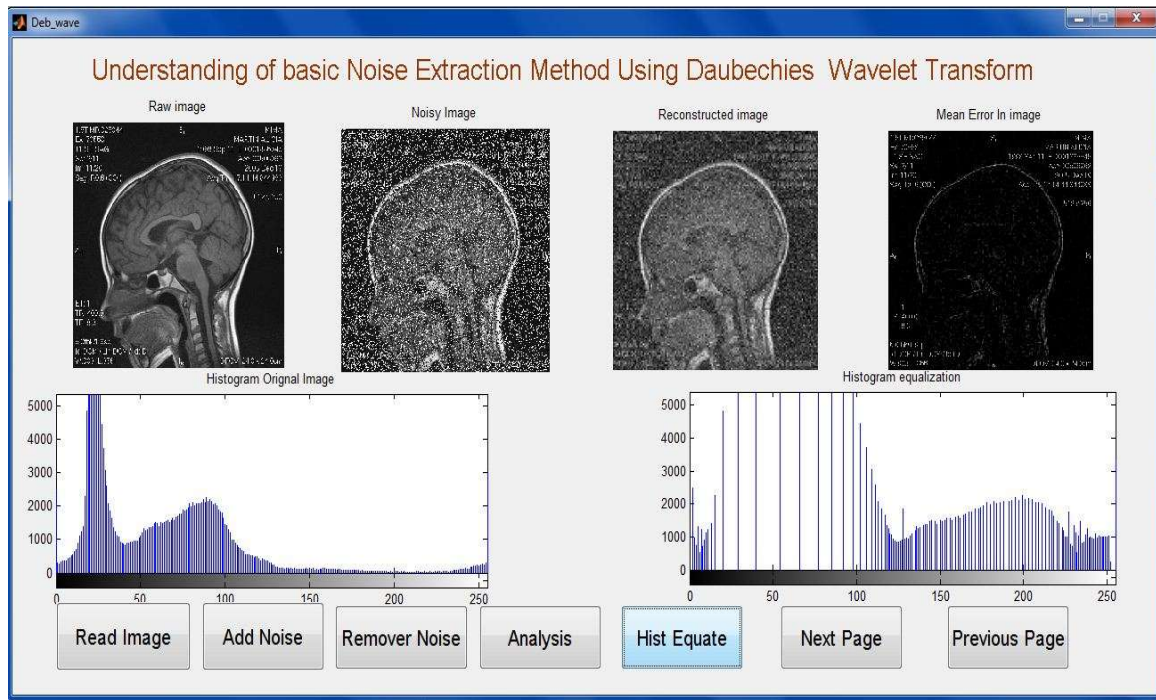 Deb_wave
Understanding of basic Noise Extraction Method Using Daubechies Wavelet Transform
Raw image
Noisy Image
Reconstructed image
Mean Error In image
Histogram Orignal Image
Histogram equalization
5000
4000
3000
2000
1000
0
0
50
100
150
200
250
5000
4000
3000
2000
1000
0
0
50
100
150
200
250
Read Image
Add Noise
Remover Noise
Analysis
Hist Equate
Next Page
Previous Page